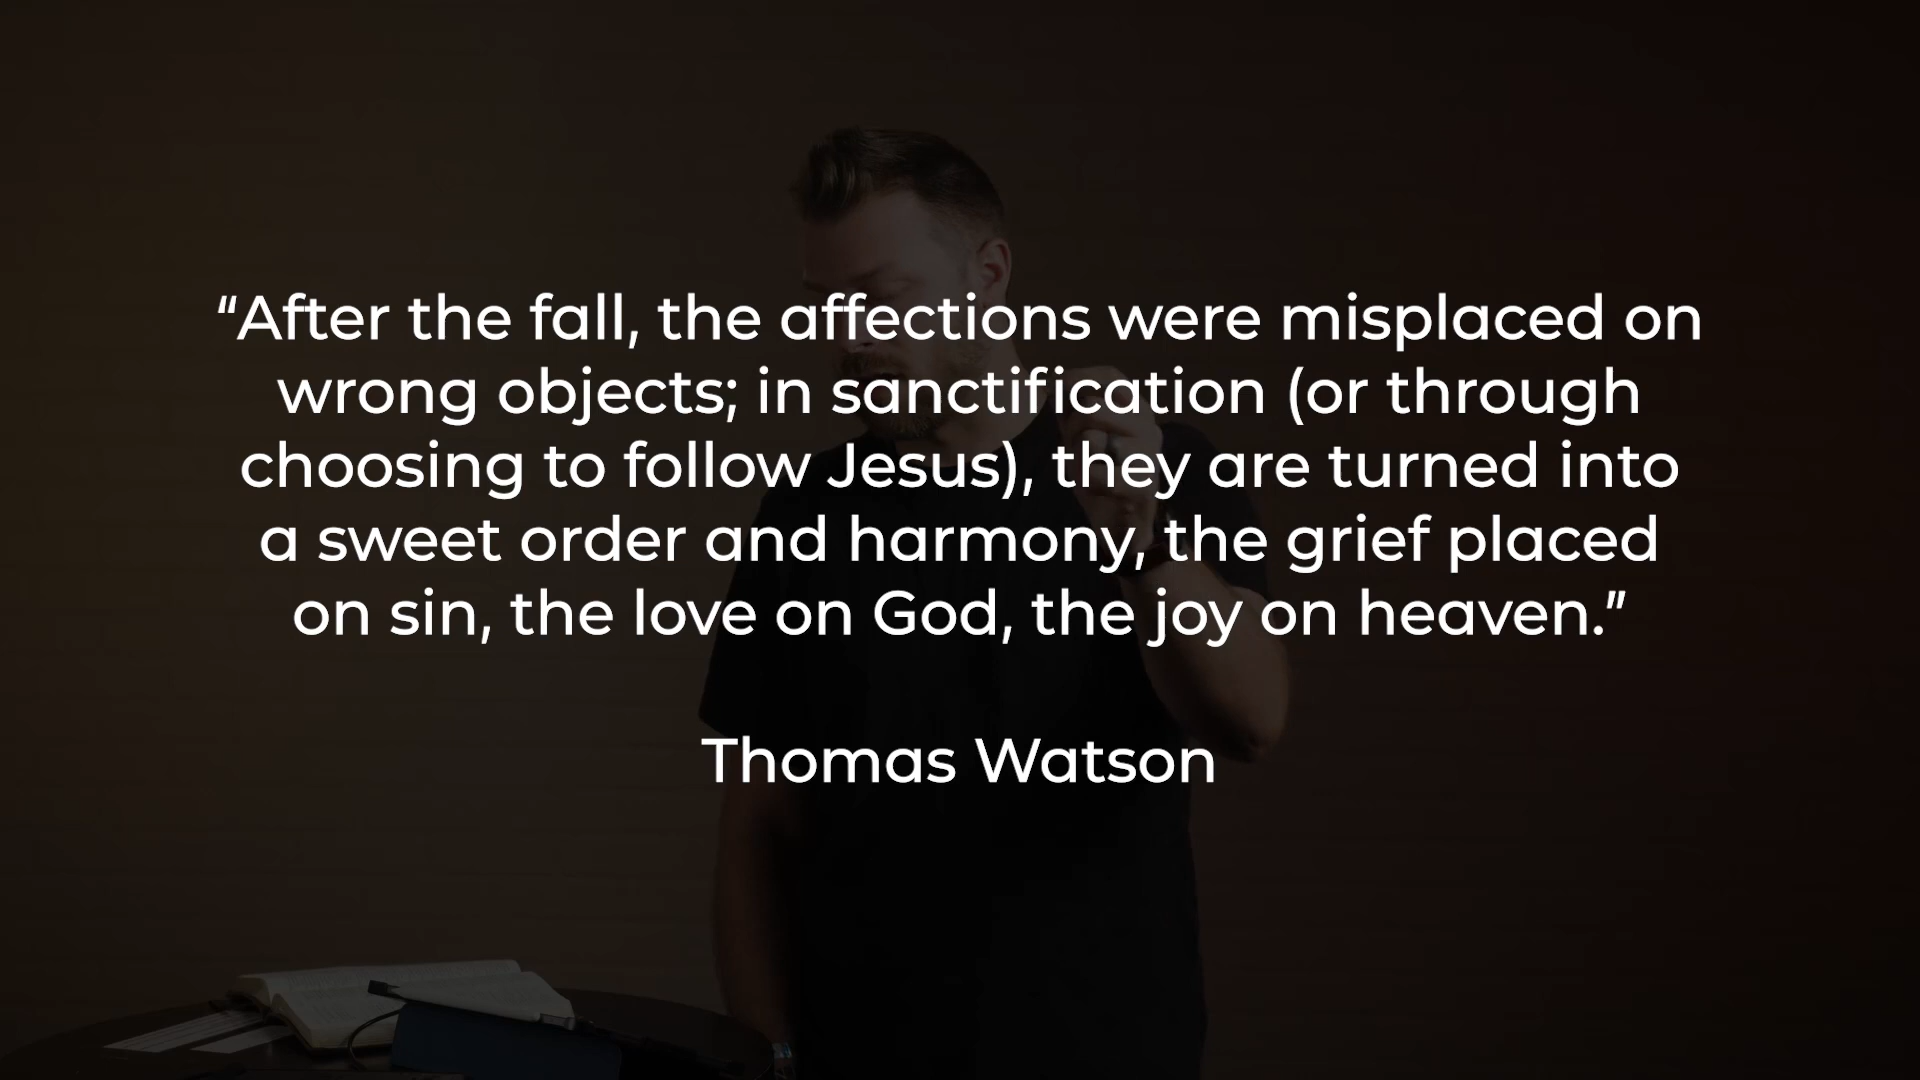 “After the fall, the affections were misplaced on
wrong objects; in sanctification (or through
choosing to follow Jesus), they are turned into
a sweet order and harmony, the grief placed
on sin, the love on God, the joy on heaven.”
Thomas Watson